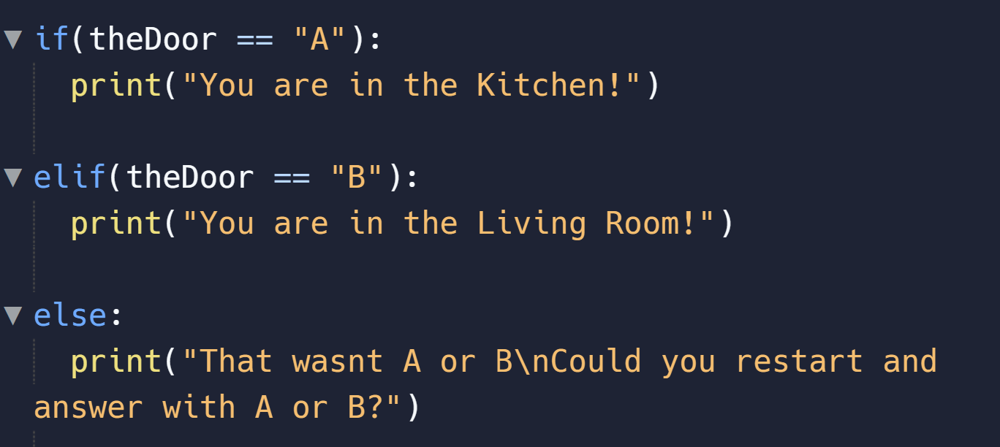 if(theDoor == "A"):
  print("You are in the Kitchen!")

elif(theDoor == "B"):
  print("You are in the Living Room!")

else:
  print("That wasnt A or B\nCould you restart and
answer with A or B?")